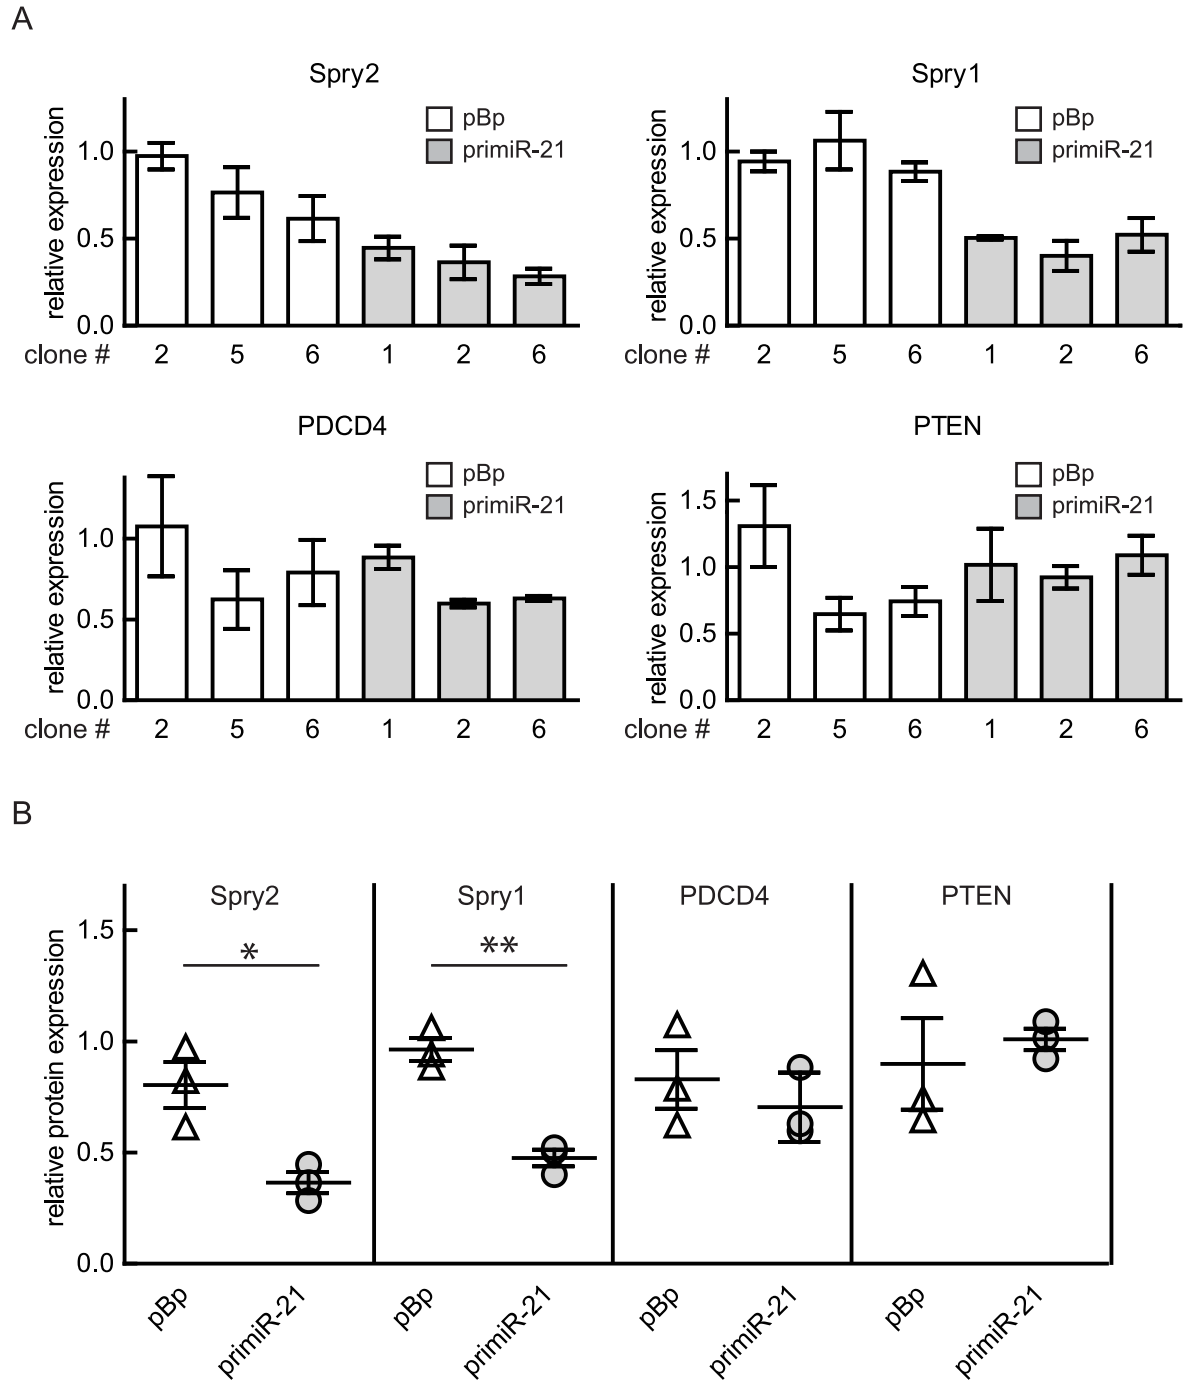 A
Spry2
pBp
primiR-21
relative expression
1.0
0.5
0.0
clone # 2 5 6 1 2 6
Spry1
pBp
primiR-21
relative expression
1.0
0.5
0.0
clone # 2 5 6 1 2 6
PDCD4
pBp
primiR-21
relative expression
1.0
0.5
0.0
clone # 2 5 6 1 2 6
PTEN
pBp
primiR-21
relative expression
1.5
1.0
0.5
0.0
clone # 2 5 6 1 2 6
B
Spry2 Spry1 PDCD4 PTEN
* **
relative protein expression
1.5
1.0
0.5
0.0
pBp primiR-21 pBp primiR-21 pBp primiR-21 pBp primiR-21